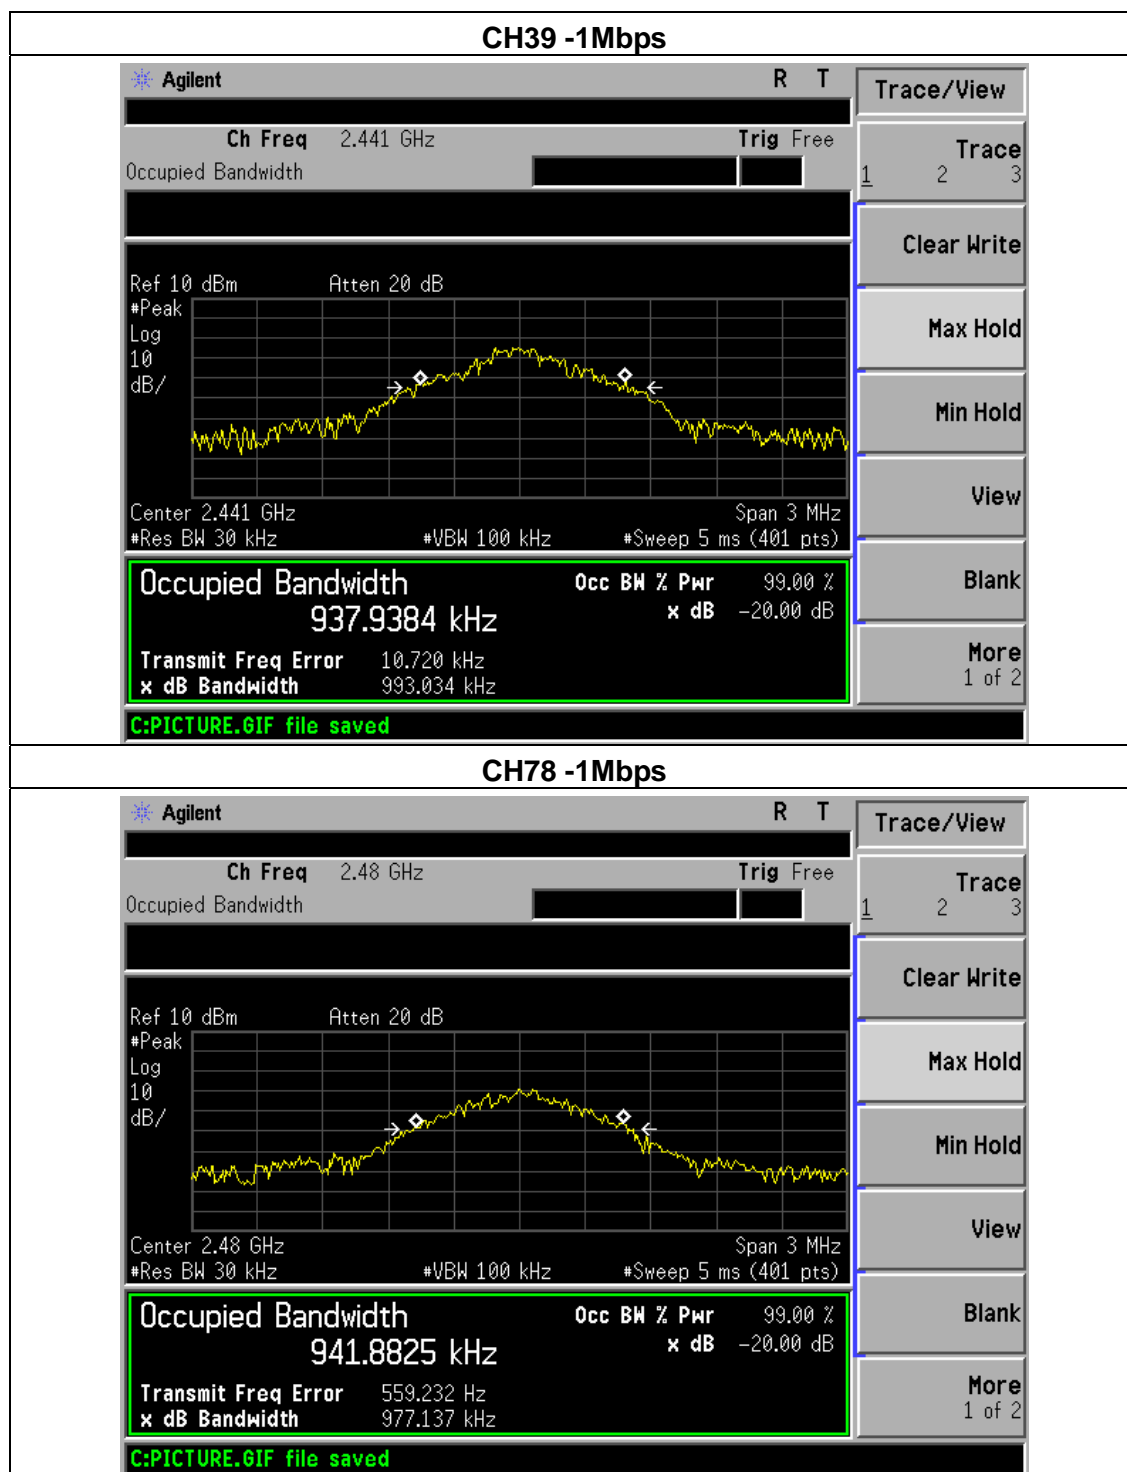 CH39 -1Mbps
Agilent R T
Trace/View
Ch Freq 2.441 GHz Trig Free
Occupied Bandwidth
Trace
1 2 3
Clear Write
Ref 10 dBm Atten 20 dB
#Peak
Log
10
dB/
Max Hold
Min Hold
View
Center 2.441 GHz Span 3 MHz
#Res BW 30 kHz #VBW 100 kHz #Sweep 5 ms (401 pts)
Occupied Bandwidth Occ BW % Pwr 99.00 %
937.9384 kHz x dB -20.00 dB
Blank
Transmit Freq Error 10.720 kHz
x dB Bandwidth 993.034 kHz
More
1 of 2
C:PICTURE.GIF file saved
CH78 -1Mbps
Agilent R T
Trace/View
Ch Freq 2.48 GHz Trig Free
Occupied Bandwidth
Trace
1 2 3
Clear Write
Ref 10 dBm Atten 20 dB
#Peak
Log
10
dB/
Max Hold
Min Hold
View
Center 2.48 GHz Span 3 MHz
#Res BW 30 kHz #VBW 100 kHz #Sweep 5 ms (401 pts)
Occupied Bandwidth Occ BW % Pwr 99.00 %
941.8825 kHz x dB -20.00 dB
Blank
Transmit Freq Error 559.232 Hz
x dB Bandwidth 977.137 kHz
More
1 of 2
C:PICTURE.GIF file saved